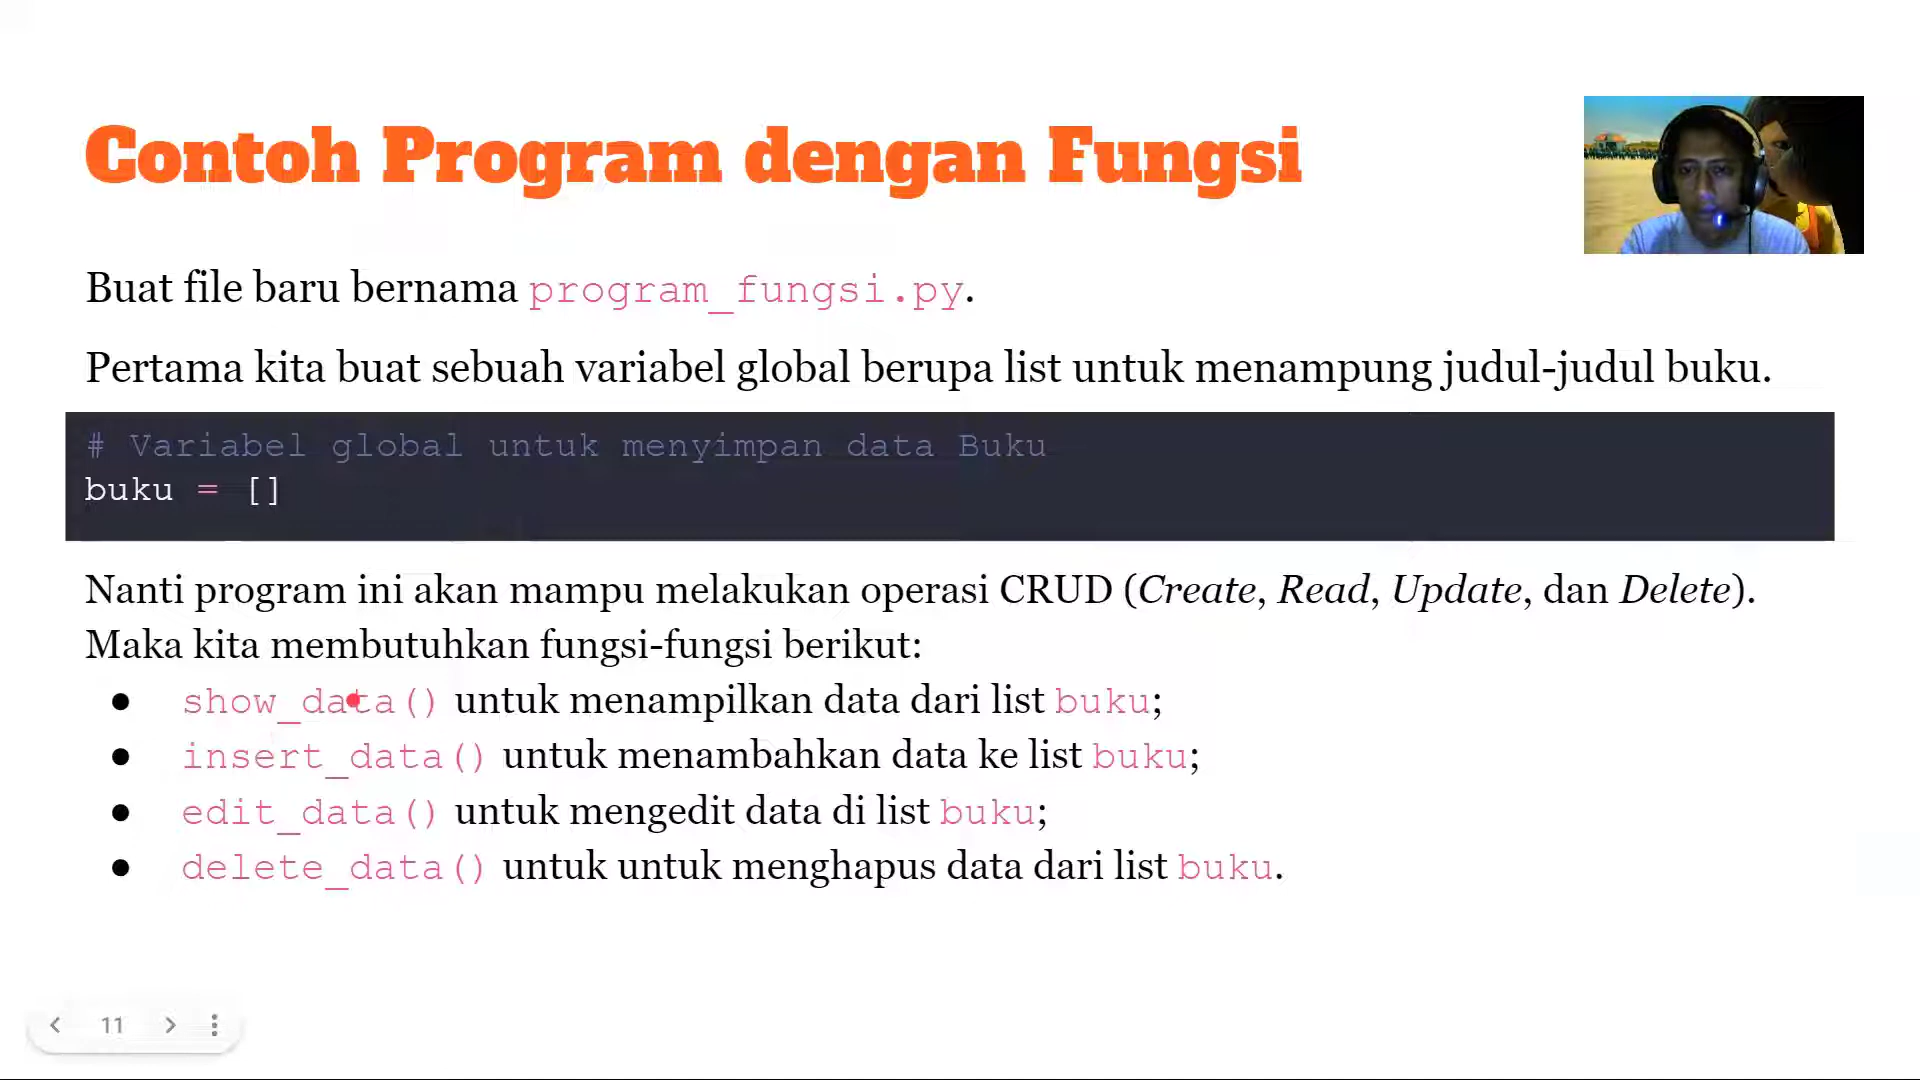 Contoh Program dengan Fungsi
Buat file baru bernama program_fungsi.py.
Pertama kita buat sebuah variabel global berupa list untuk menampung judul-judul buku.
# Variabel global untuk menyimpan data Buku
buku = []
Nanti program ini akan mampu melakukan operasi CRUD (Create, Read, Update, dan Delete).
Maka kita membutuhkan fungsi-fungsi berikut:
● show_data() untuk menampilkan data dari list buku;
● insert_data() untuk menambahkan data ke list buku;
● edit_data() untuk mengedit data di list buku;
● delete_data() untuk untuk menghapus data dari list buku.
11